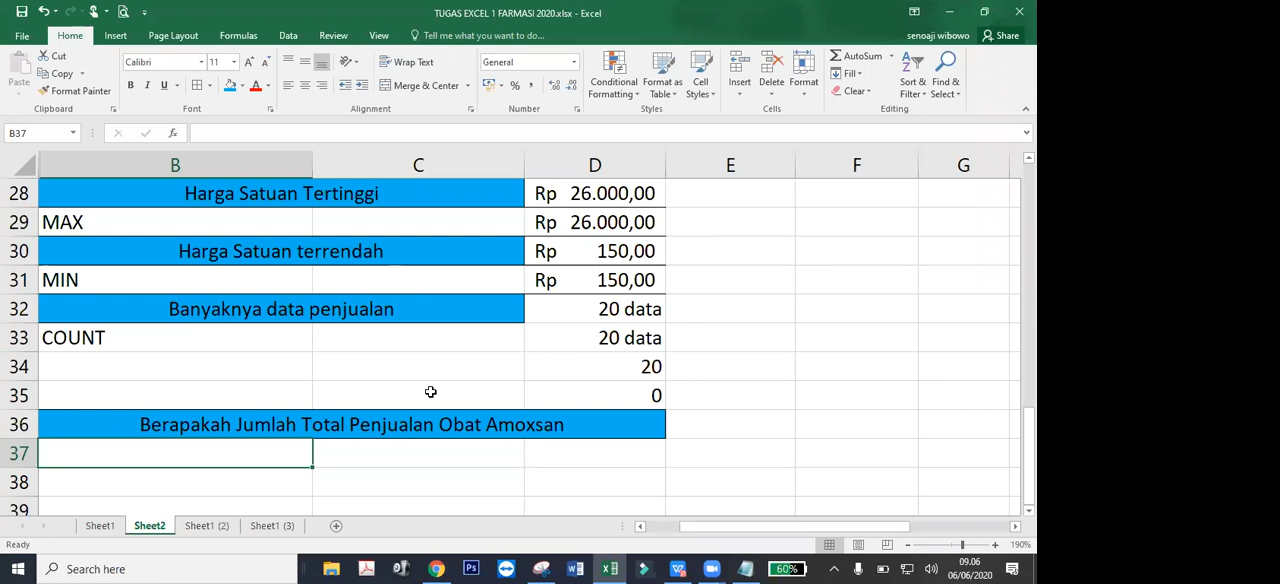 TUGAS EXCEL 1 FARMASI 2020.xlsx - Excel
File Home Insert Page Layout Formulas Data Review View Tell me what you want to do... senoaji wibowo Share
Paste Cut Copy Format Painter Clipboard
Calibri 11 B I U A Font
Wrap Text Merge & Center Alignment
General % , Number
Conditional Formatting Format as Table Cell Styles Styles
Insert Delete Format Cells
AutoSum Fill Clear Sort & Filter Find & Select Editing
B37 fx
B C D E F G
28 Harga Satuan Tertinggi Rp 26.000,00
29 MAX Rp 26.000,00
30 Harga Satuan terrendah Rp 150,00
31 MIN Rp 150,00
32 Banyaknya data penjualan 20 data
33 COUNT 20 data
34 20
35 0
36 Berapakah Jumlah Total Penjualan Obat Amoxsan
37
38
39
Sheet1 Sheet2 Sheet1 (2) Sheet1 (3)
Ready 190%
Search here 60% 09.06
06/06/2020